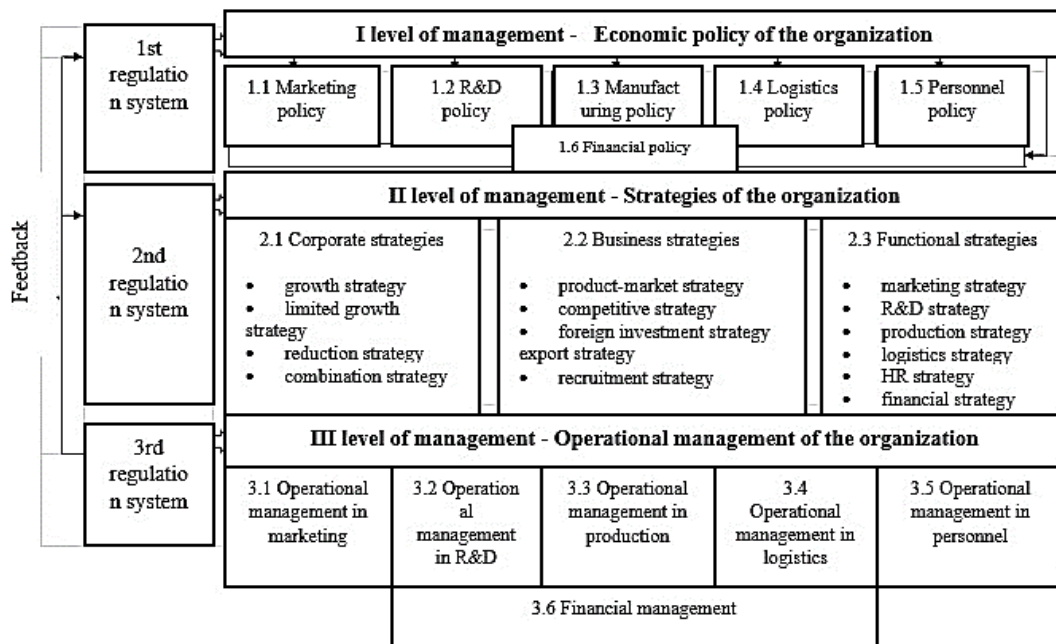 Feedback
1st
regulatio
n system
I level of management - Economic policy of the organization
1.1 Marketing
policy
1.2 R&D
policy
1.3 Manufact
uring policy
1.4 Logistics
policy
1.5 Personnel
policy
1.6 Financial policy
2nd
regulatio
n system
II level of management - Strategies of the organization
2.1 Corporate strategies
• growth strategy
• limited growth
strategy
• reduction strategy
• combination strategy
2.2 Business strategies
• product-market strategy
• competitive strategy
• foreign investment strategy
export strategy
• recruitment strategy
2.3 Functional strategies
• marketing strategy
• R&D strategy
• production strategy
• logistics strategy
• HR strategy
• financial strategy
3rd
regulatio
n system
III level of management - Operational management of the organization
3.1 Operational
management in
marketing
3.2 Operation
al
management
in R&D
3.3 Operational
management in
production
3.4
Operational
management in
logistics
3.5 Operational
management in
personnel
3.6 Financial management